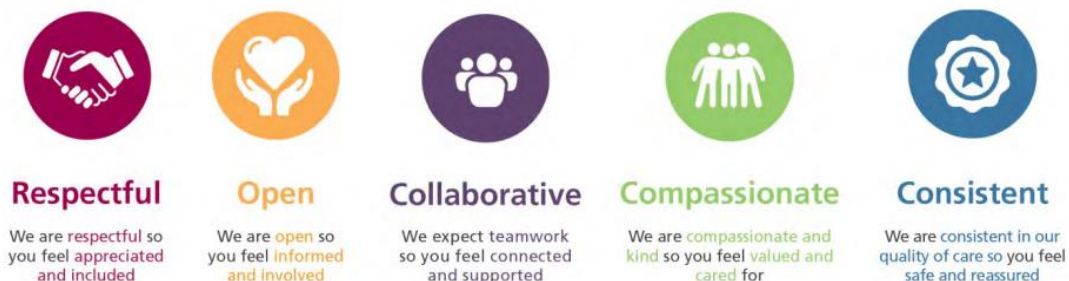 Respectful
We are respectful so
you feel appreciated
and included
Open
We are open so
you feel informed
and involved
Collaborative
We expect teamwork
so you feel connected
and supported
Compassionate
We are compassionate and
kind so you feel valued and
cared for
Consistent
We are consistent in our
quality of care so you feel
safe and reassured